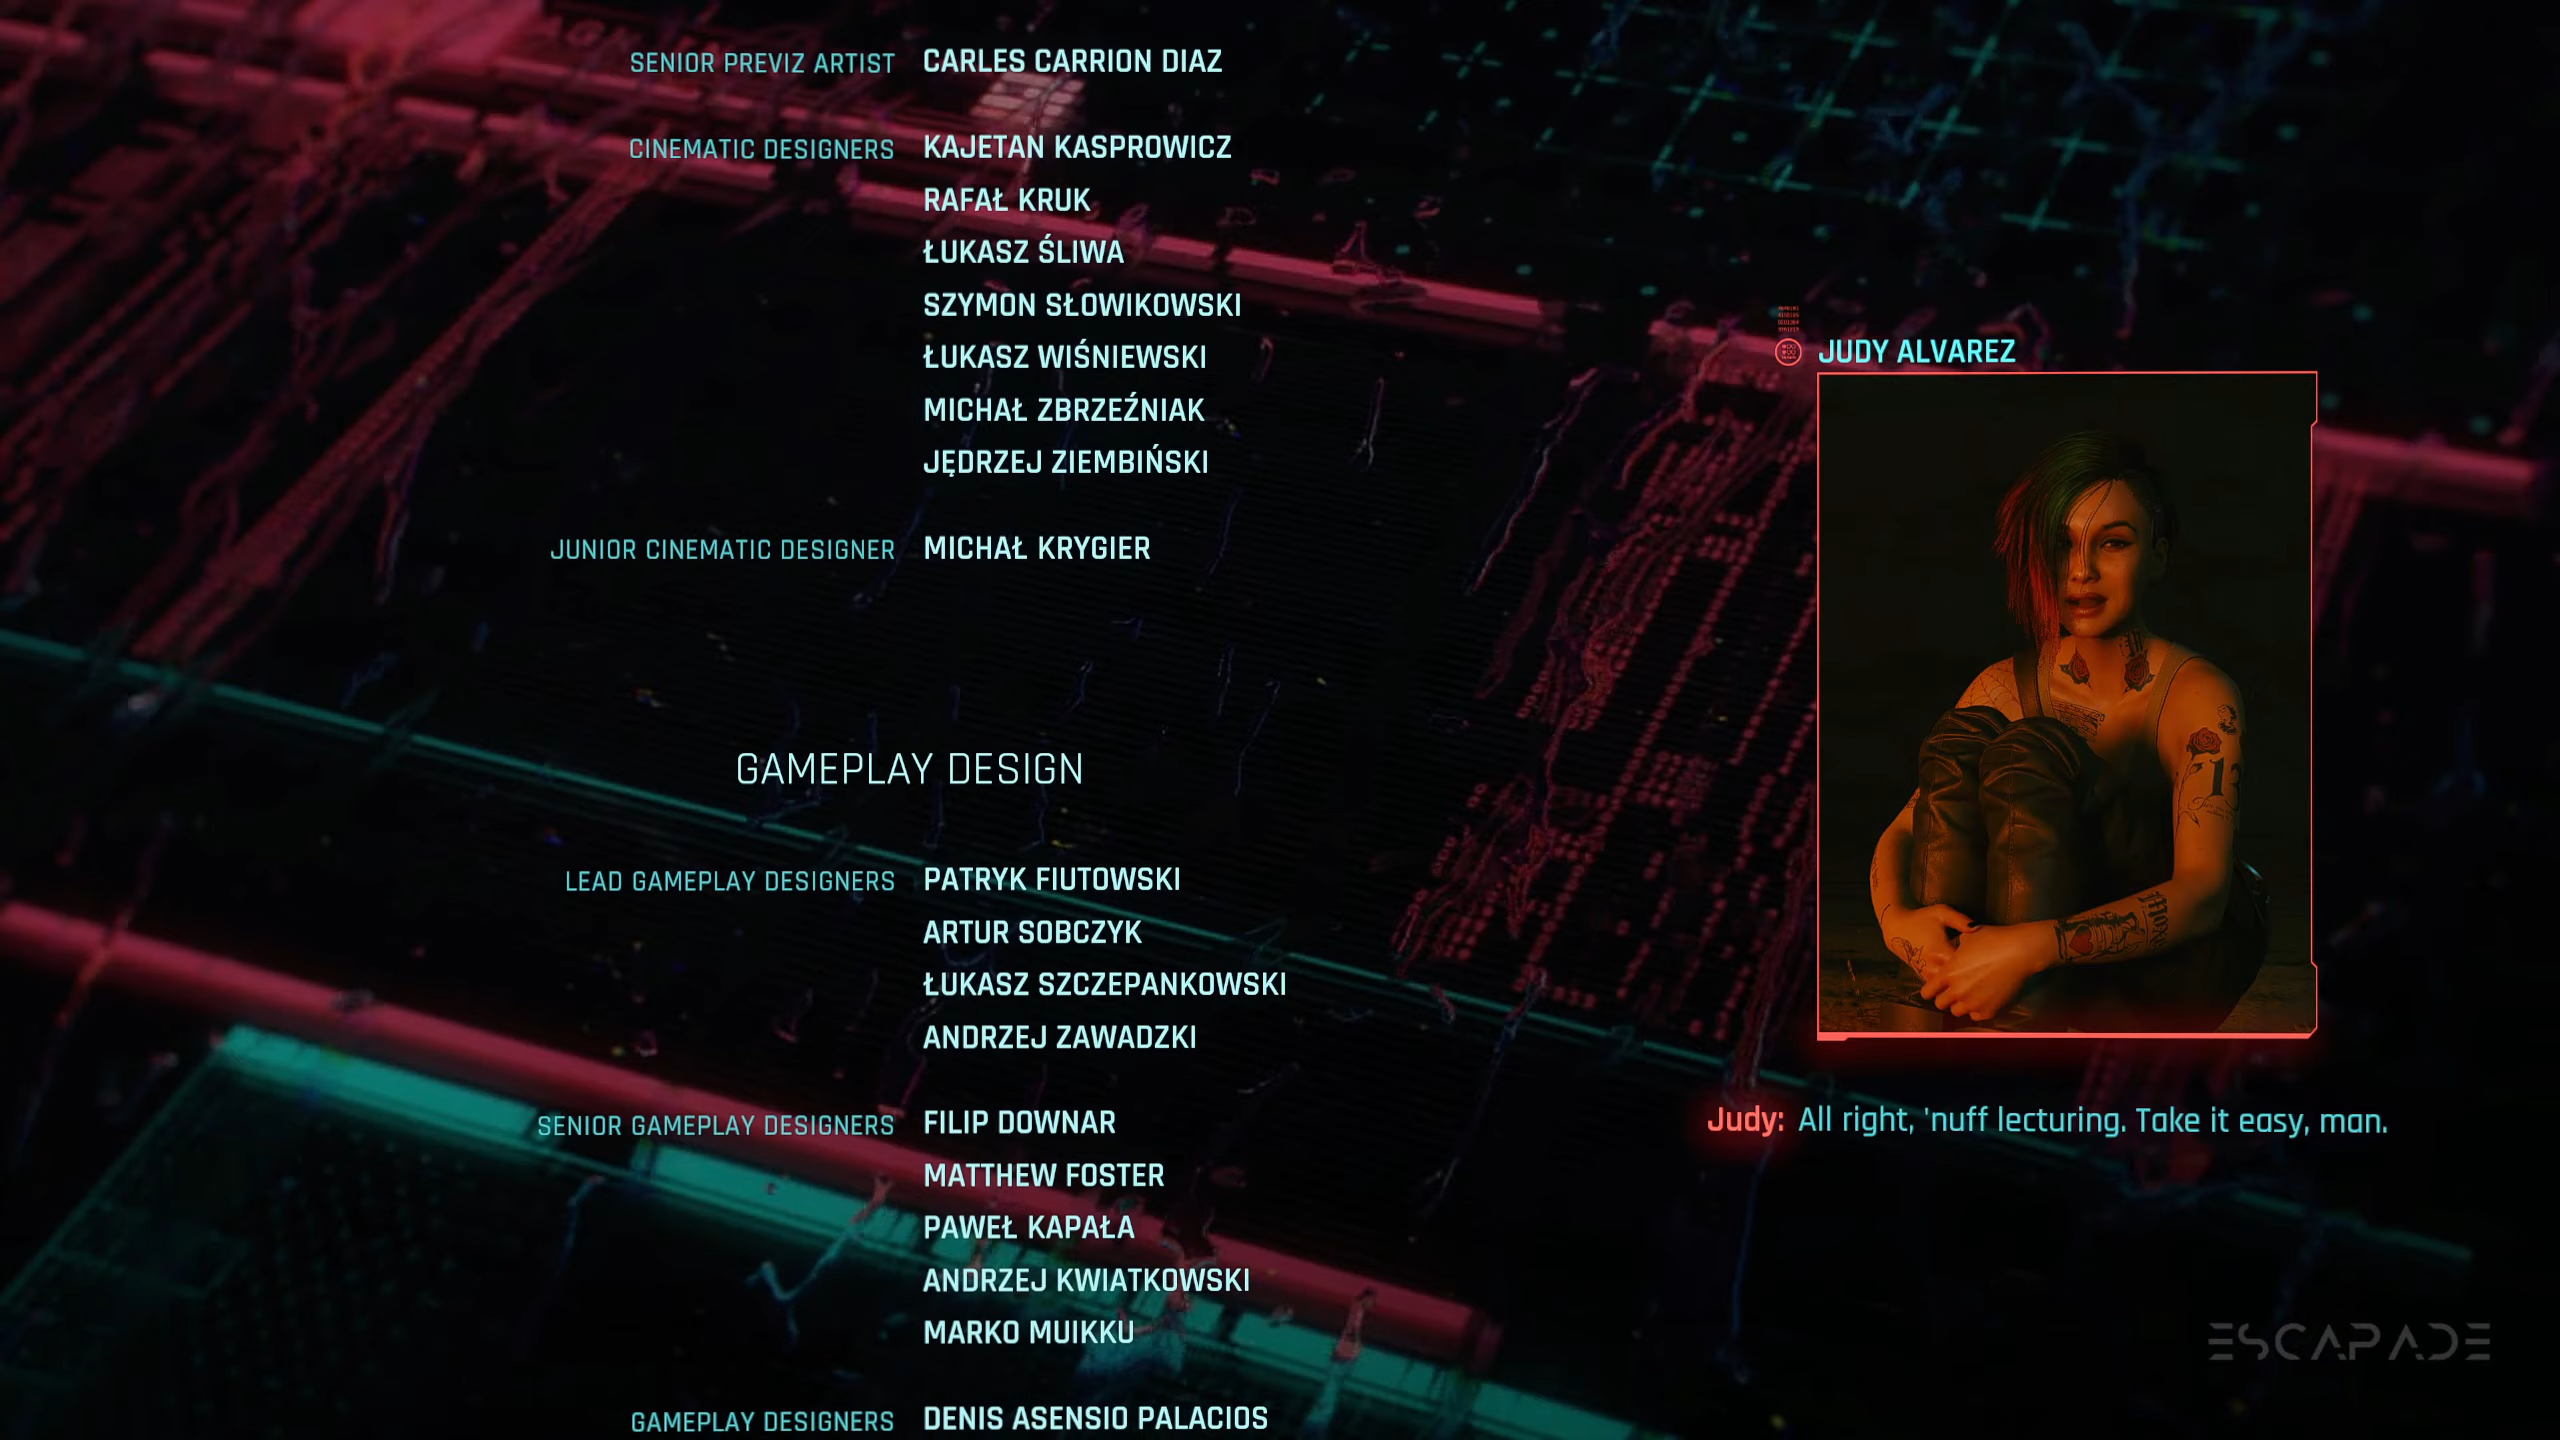 SENIOR PREVIZ ARTIST CARLES CARRION DIAZ
CINEMATIC DESIGNERS KAJETAN KASPROWICZ
RAFAŁ KRUK
ŁUKASZ ŚLIWA
SZYMON SŁOWIKOWSKI
ŁUKASZ WIŚNIEWSKI
MICHAŁ ZBRZEŹNIAK
JĘDRZEJ ZIEMBIŃSKI
JUNIOR CINEMATIC DESIGNER MICHAŁ KRYGIER
GAMEPLAY DESIGN
LEAD GAMEPLAY DESIGNERS PATRYK FIUTOWSKI
ARTUR SOBCZYK
ŁUKASZ SZCZEPANKOWSKI
ANDRZEJ ZAWADZKI
SENIOR GAMEPLAY DESIGNERS FILIP DOWNAR
MATTHEW FOSTER
PAWEŁ KAPAŁA
ANDRZEJ KWIATKOWSKI
MARKO MUIKKU
GAMEPLAY DESIGNERS DENIS ASENSIO PALACIOS
JUDY ALVAREZ
13
Judy: All right, 'nuff lecturing. Take it easy, man.
ESCAPADE